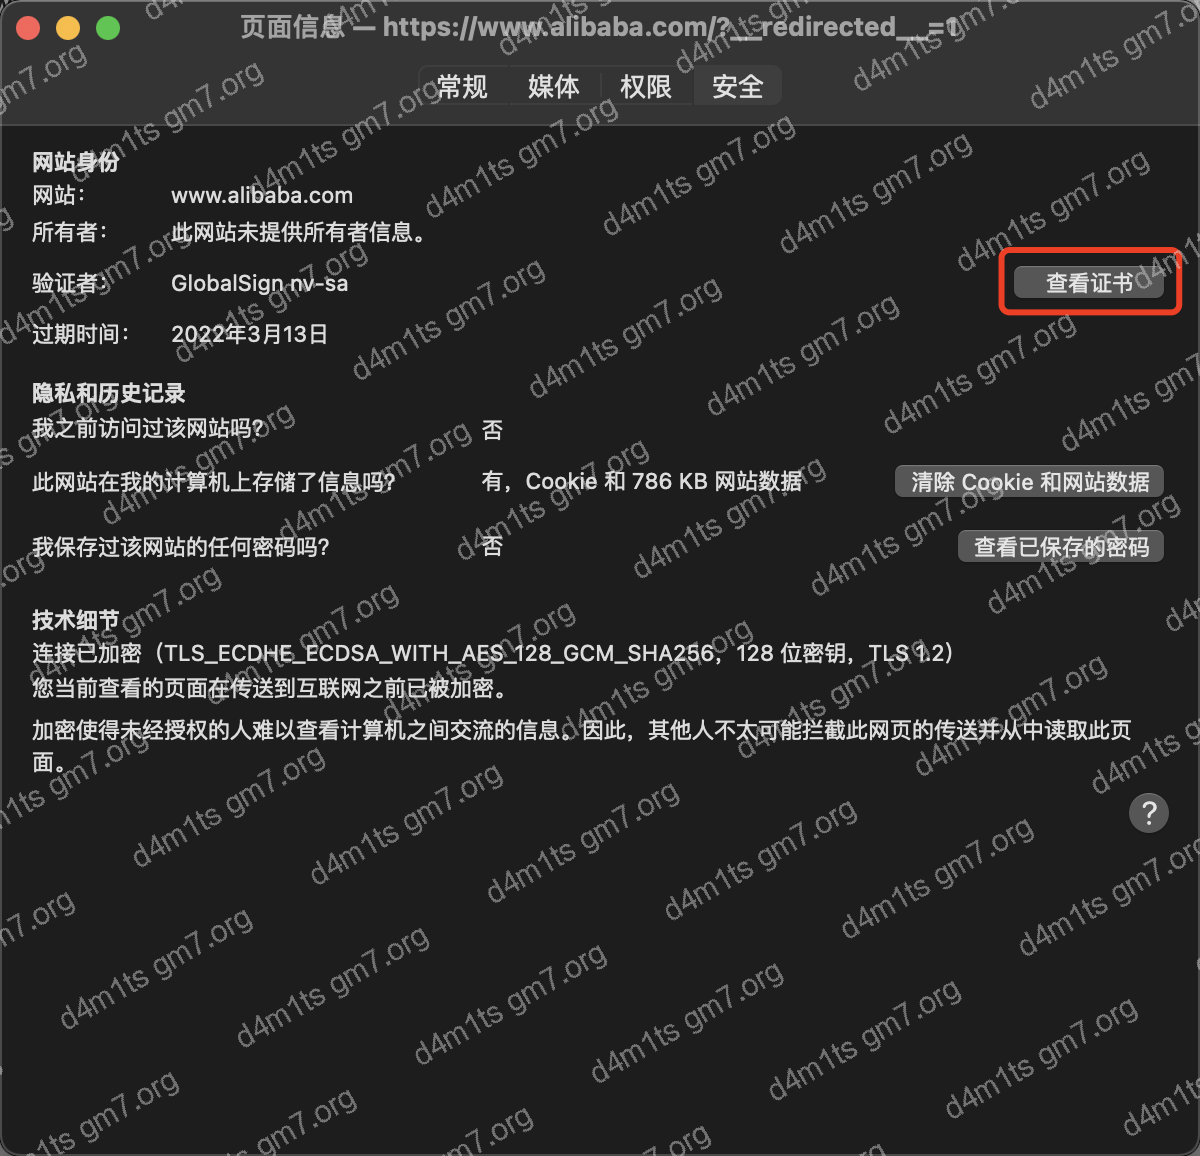 页面信息 — https://www.alibaba.com/?__redirected__=1
常规 媒体 权限 安全
网站身份
网站： www.alibaba.com
所有者： 此网站未提供所有者信息。
验证者： GlobalSign nv-sa 查看证书
过期时间： 2022年3月13日
隐私和历史记录
我之前访问过该网站吗？ 否
此网站在我的计算机上存储了信息吗？ 有，Cookie 和 786 KB 网站数据 清除 Cookie 和网站数据
我保存过该网站的任何密码吗？ 否 查看已保存的密码
技术细节
连接已加密（TLS_ECDHE_ECDSA_WITH_AES_128_GCM_SHA256，128 位密钥，TLS 1.2）
您当前查看的页面在传送到互联网之前已被加密。
加密使得未经授权的人难以查看计算机之间交流的信息。因此，其他人不太可能拦截此网页的传送并从中读取此页
面。
?
d4m1ts gm7.org